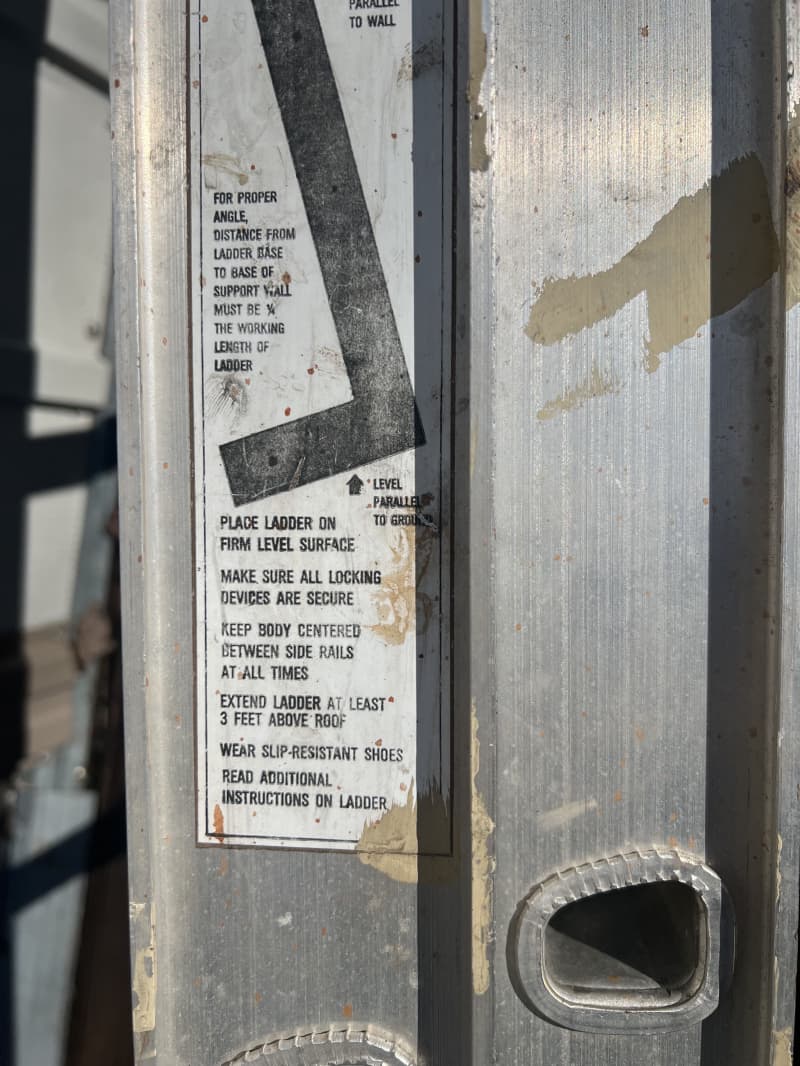 PARALLEL
TO WALL
FOR PROPER
ANGLE,
DISTANCE FROM
LADDER BASE
TO BASE OF
SUPPORT WALL
MUST BE ¼
THE WORKING
LENGTH OF
LADDER
LEVEL
PARALLEL
TO GROUND
PLACE LADDER ON
FIRM LEVEL SURFACE
MAKE SURE ALL LOCKING
DEVICES ARE SECURE
KEEP BODY CENTERED
BETWEEN SIDE RAILS
AT ALL TIMES
EXTEND LADDER AT LEAST
3 FEET ABOVE ROOF
WEAR SLIP-RESISTANT SHOES
READ ADDITIONAL
INSTRUCTIONS ON LADDER